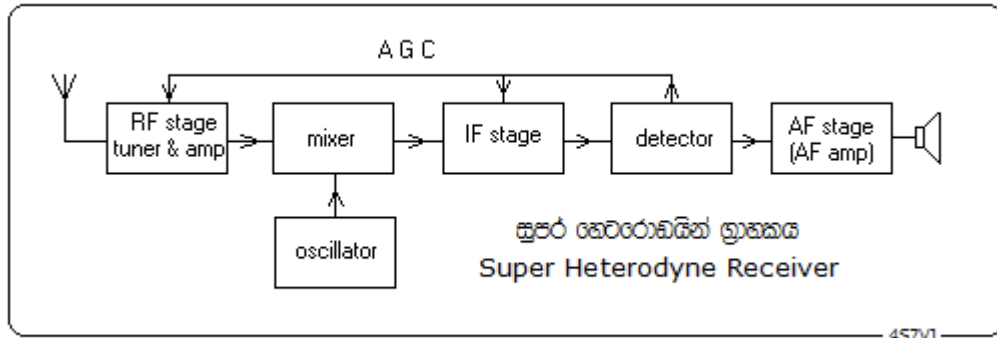 A G C
RF stage
tuner & amp
mixer
IF stage
detector
AF stage
(AF amp)
oscillator
සුපර් හෙටරොඩයින් ග්‍රාහකය
Super Heterodyne Receiver
4S7VJ